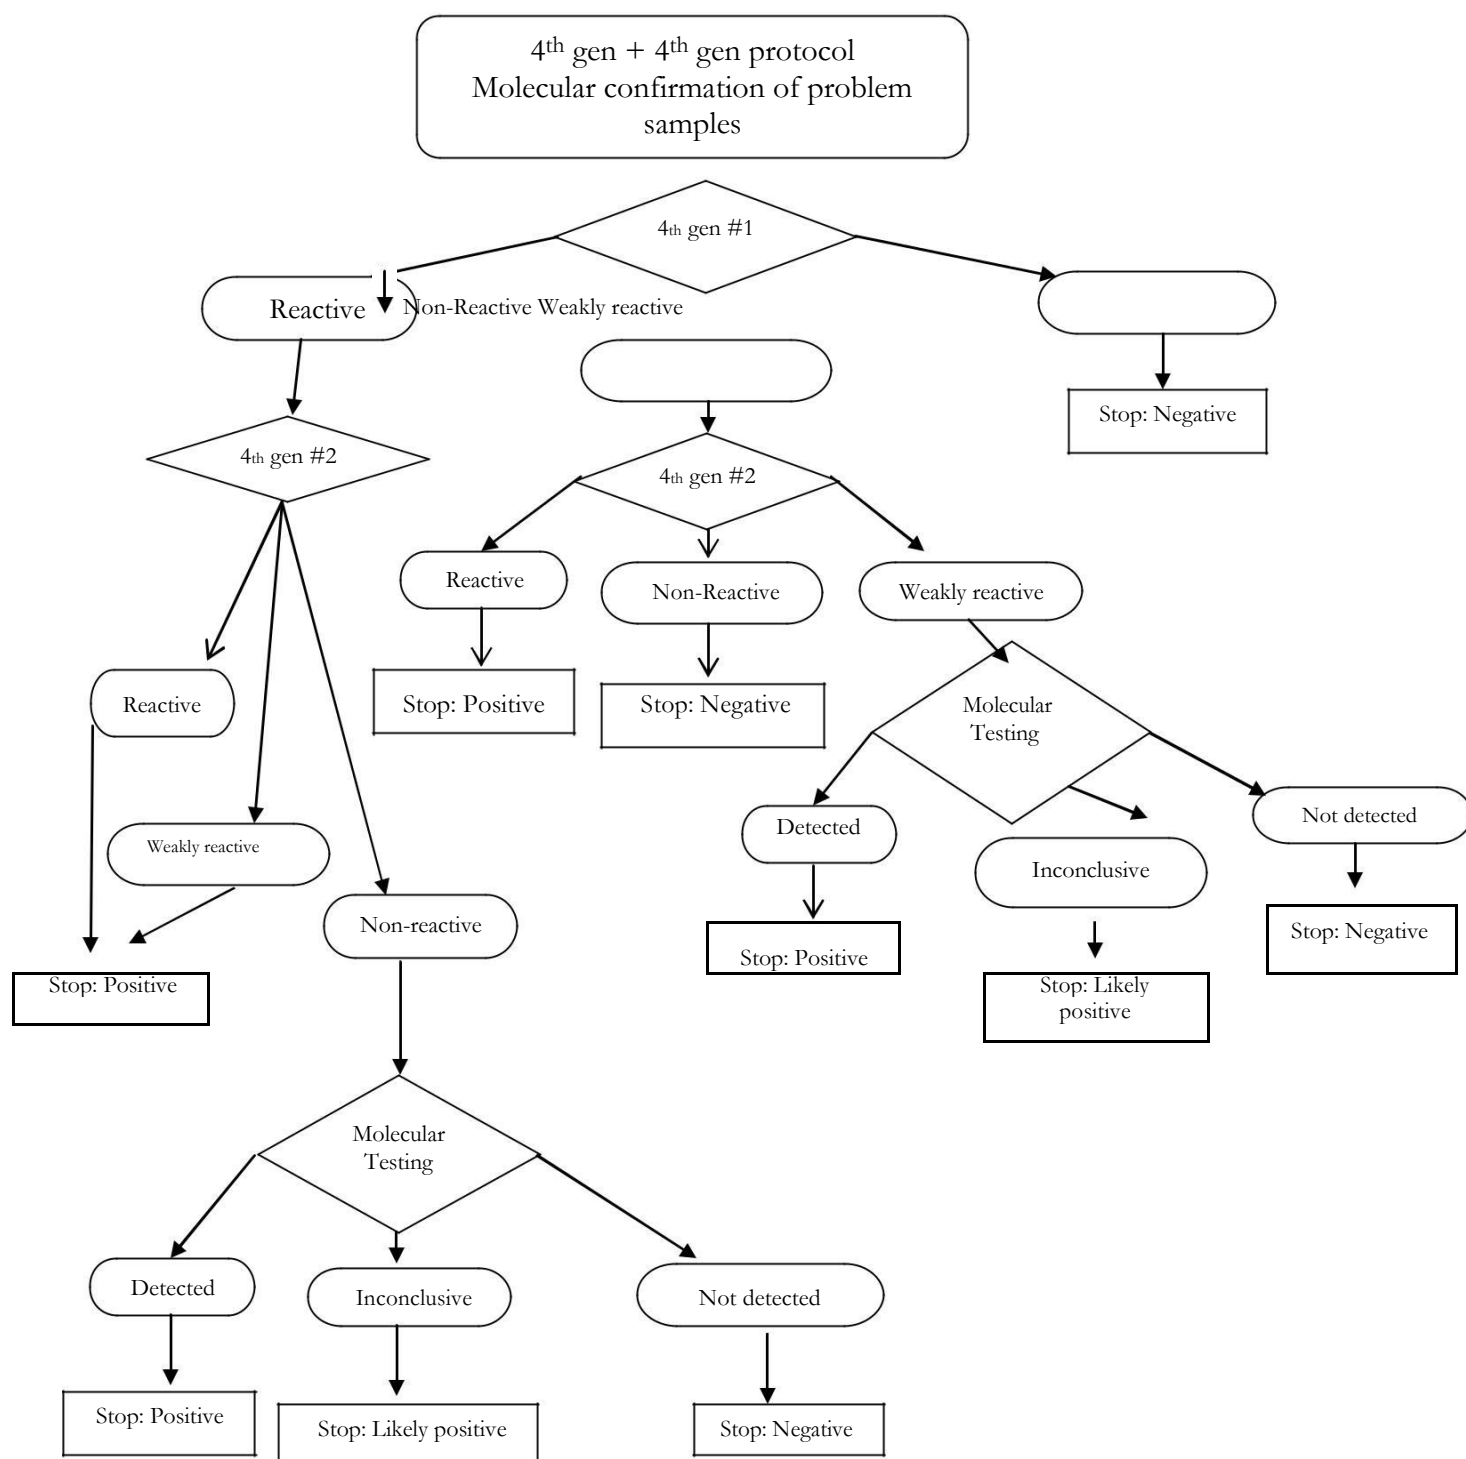 4th gen + 4th gen protocol
Molecular confirmation of problem
samples
4th gen #1
Reactive
Non-Reactive Weakly reactive
Stop: Negative
4th gen #2
4th gen #2
Reactive
Non-Reactive
Weakly reactive
Reactive
Stop: Positive
Stop: Negative
Molecular
Testing
Weakly reactive
Detected
Not detected
Inconclusive
Non-reactive
Stop: Positive
Stop: Positive
Stop: Likely
positive
Stop: Negative
Molecular
Testing
Detected
Inconclusive
Not detected
Stop: Positive
Stop: Likely positive
Stop: Negative